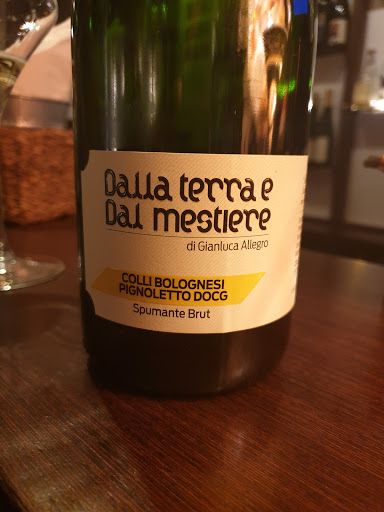 Dalla terra e
Dal mestiere
di Gianluca Allegro
COLLI BOLOGNESI
PIGNOLETTO DOCG
Spumante Brut